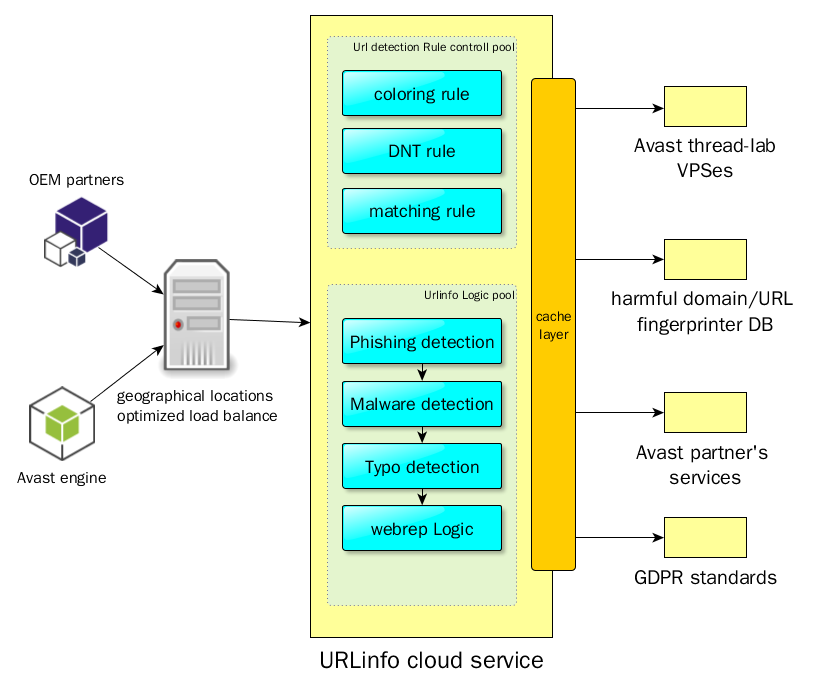 Url detection Rule controll pool
coloring rule
DNT rule
matching rule
OEM partners
geographical locations
optimized load balance
Avast engine
Urlinfo Logic pool
Phishing detection
Malware detection
Typo detection
webrep Logic
cache
layer
Avast thread-lab
VPSes
harmful domain/URL
fingerprinter DB
Avast partner's
services
GDPR standards
URLinfo cloud service